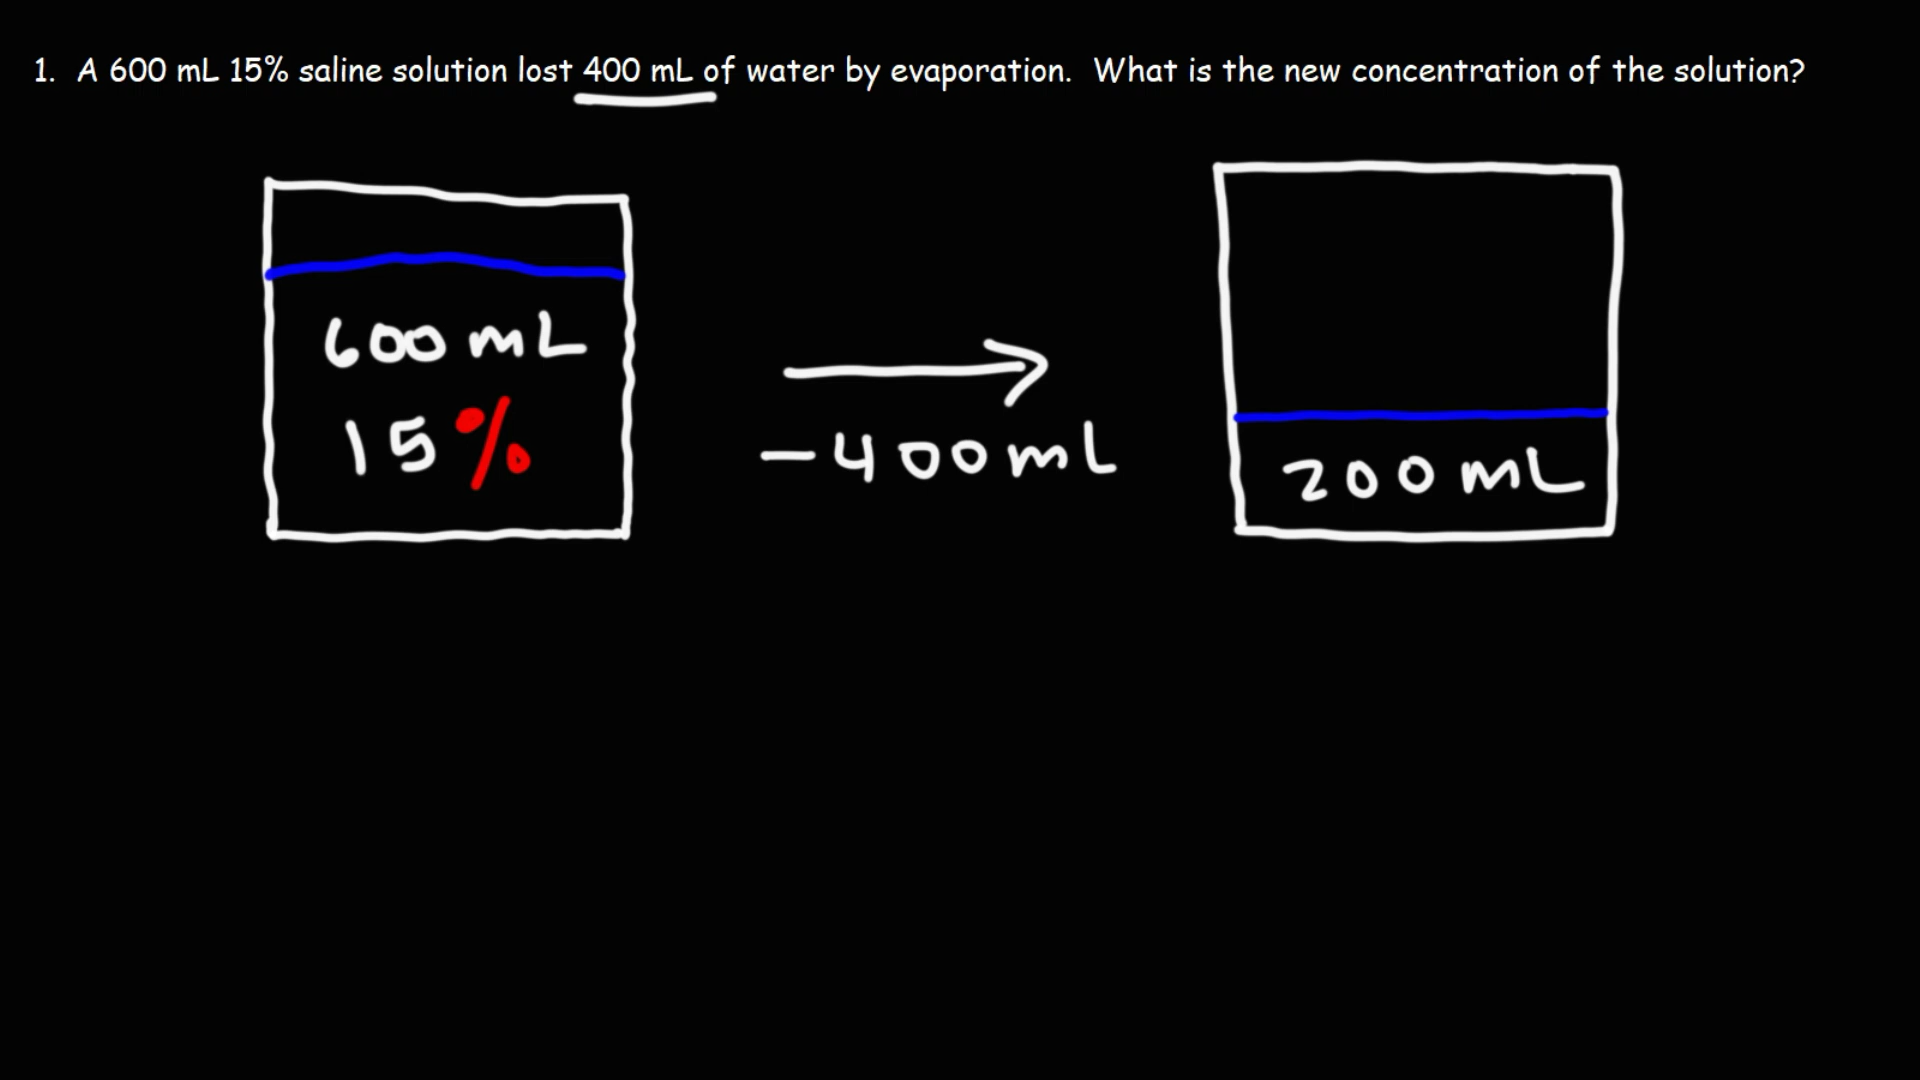 1. A 600 mL 15% saline solution lost 400 mL of water by evaporation. What is the new concentration of the solution?
600 mL
15%
-400 mL
200 mL